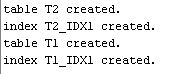 table T2 created.
index T2_IDX1 created.
table T1 created.
index T1_IDX1 created.